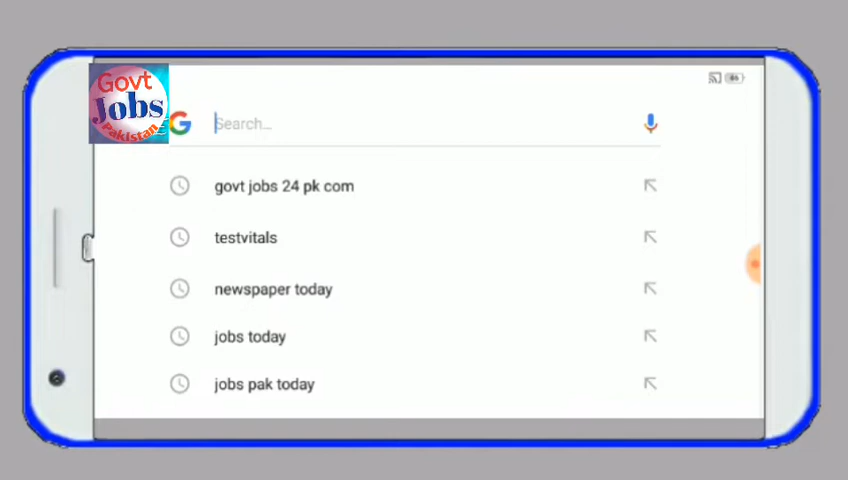 Govt
Jobs
Pakistan
Search...
govt jobs 24 pk com
testvitals
newspaper today
jobs today
jobs pak today